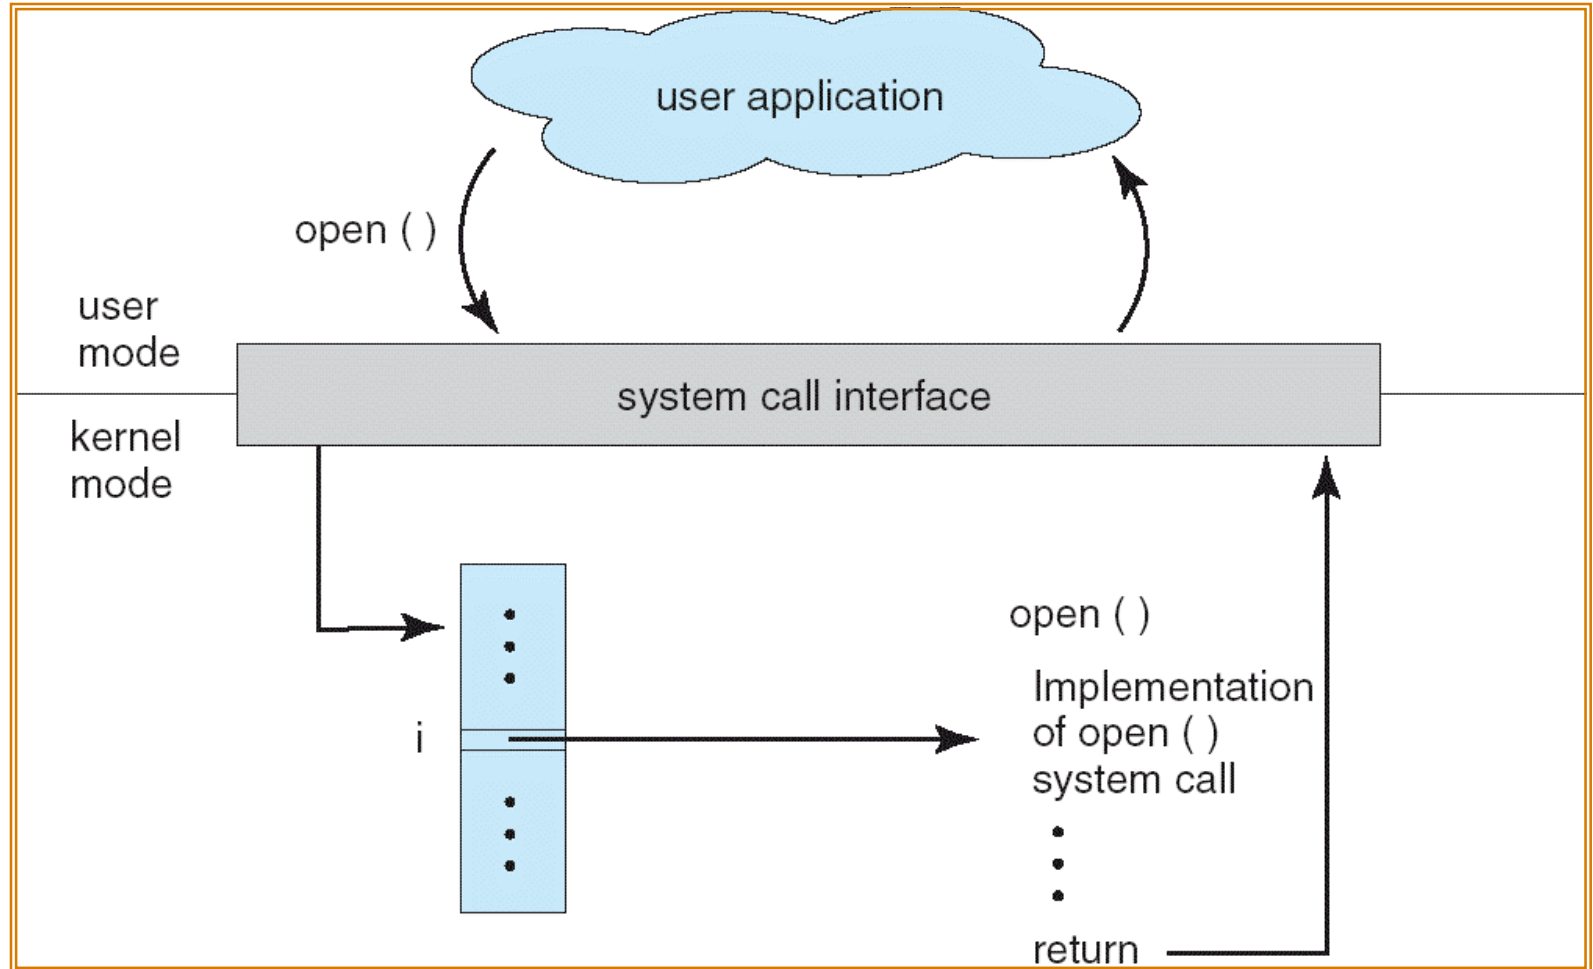 user application
open ( )
user
mode
system call interface
kernel
mode
open ( )
Implementation
of open ( )
system call
i
return